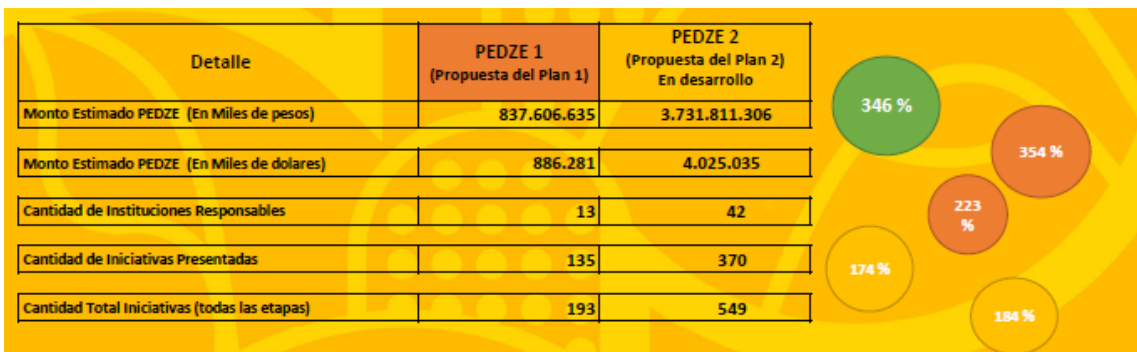 Detalle
PEDZE 1
(Propuesta del Plan 1)
PEDZE 2
(Propuesta del Plan 2)
En desarrollo
Monto Estimado PEDZE (En Miles de pesos) 837.606.635 3.731.811.306
Monto Estimado PEDZE (En Miles de dolares) 886.281 4.025.035
Cantidad de Instituciones Responsables 13 42
Cantidad de Iniciativas Presentadas 135 370
Cantidad Total Iniciativas (todas las etapas) 193 549
346 %
354 %
223
%
174 %
184 %